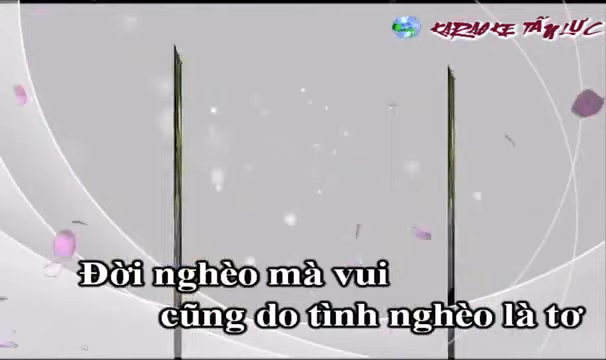 KARAOKE TẤN LỰC
Đời nghèo mà vui
cũng do tình nghèo là tơ